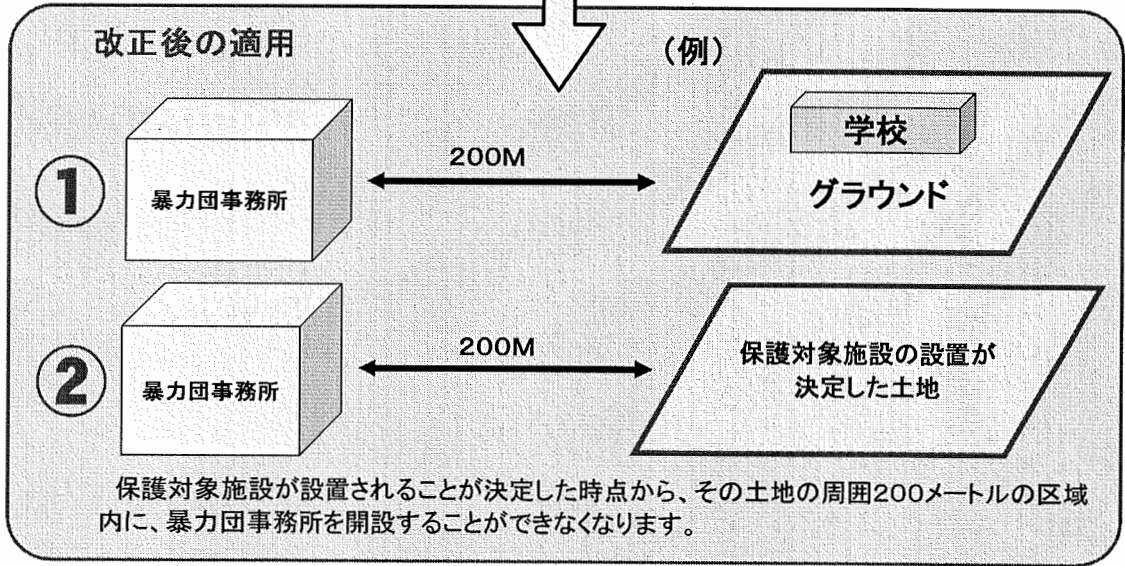 改正後の適用
(例)
① 暴力団事務所
200M
学校
グラウンド
② 暴力団事務所
200M
保護対象施設の設置が
決定した土地
保護対象施設が設置されることが決定した時点から、その土地の周囲200メートルの区域
内に、暴力団事務所を開設することができなくなります。